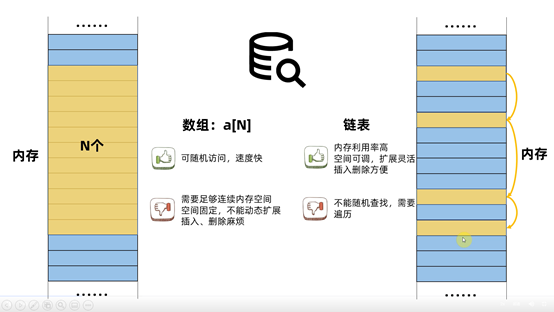 ......
......
数组：a[N]
链表
内存
N个
可随机访问，速度快
内存利用率高
空间可调，扩展灵活
插入删除方便
内存
需要足够连续内存空间
空间固定，不能动态扩展
插入、删除麻烦
不能随机查找，需要
遍历
......
......